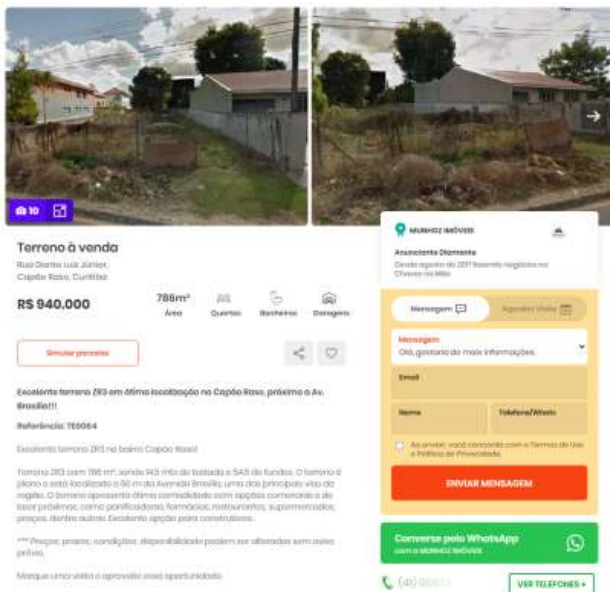 10
Terreno à venda
Rua Dante Luiz Júnior,
Capão Raso, Curitiba
R$ 940.000
786m²
Área
Quartos
Banheiros
Garagens
Simular parcelas
Excelente terreno ZR3 em ótima localização no Capão Raso, próximo a Av.
Brasília!!!
Referência: TE0064
Excelente terreno ZR3 no bairro Capão Raso!
Terreno ZR3 com 786 m², sendo 14,5 mts de testada e 54,5 de fundos. O terreno é
plano e está localizado a 50 m da Avenida Brasília, uma das principais vias da
região. O terreno apresenta ótima comodidade com opções comerciais e de
lazer próximas, como panificadoras, farmácias, restaurantes, supermercados,
praças, dentre outros. Excelente opção para construtores.
*** Preços, prazos, condições, disponibilidade podem ser alterados sem aviso
prévio.
Marque uma visita e aproveite essa oportunidade.
MUNHOZ IMÓVEIS
Anunciante Diamante
Desde agosto de 2017 fazendo negócios no
Chaves na Mão
Mensagem
Agendar Visita
Mensagem
Olá, gostaria de mais informações.
Email
Nome
Telefone/Whats
Ao enviar, você concorda com o Termos de Uso
e Política de Privacidade.
ENVIAR MENSAGEM
Converse pelo WhatsApp
com a MUNHOZ IMÓVEIS
(41)
VER TELEFONES +